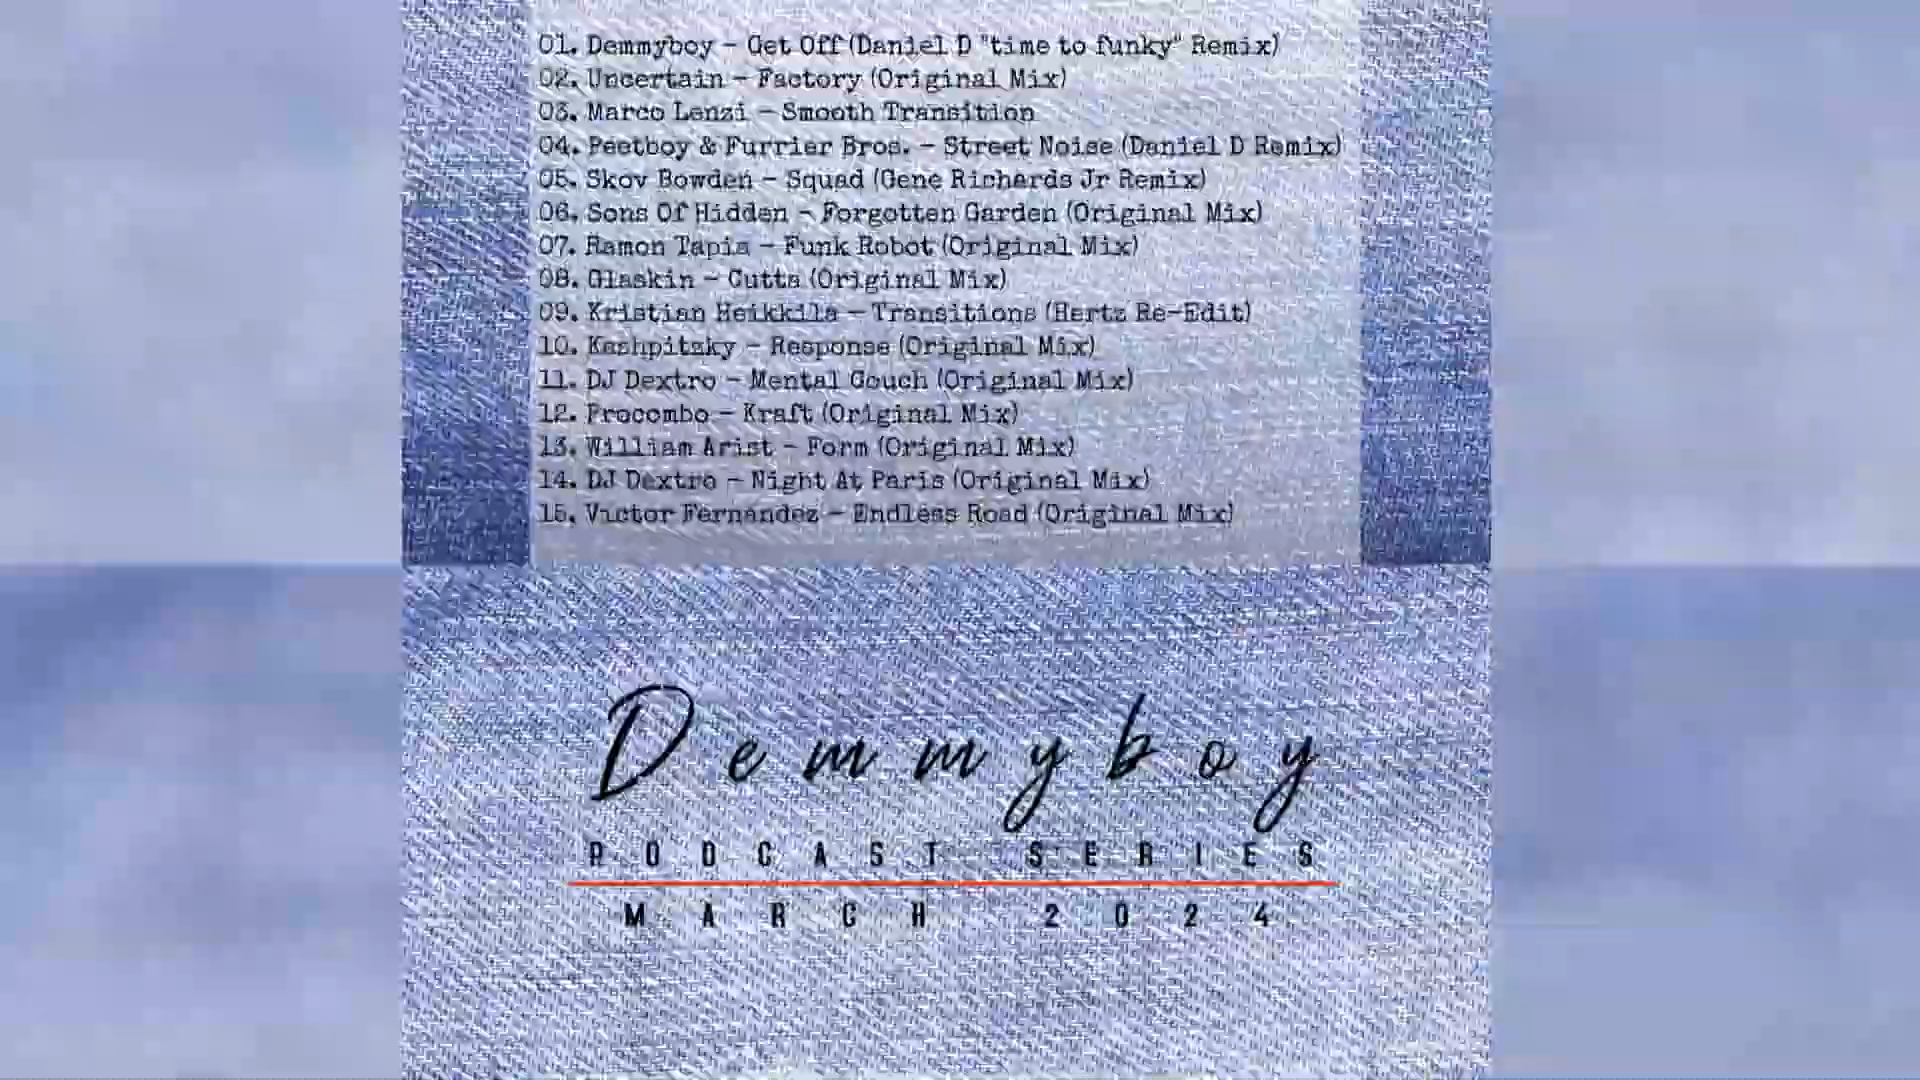 01. Demmyboy – Get Off (Daniel D "time to funky" Remix)
02. Uncertain – Factory (Original Mix)
03. Marco Lenzi – Smooth Transition
04. Peetboy & Furrier Bros. – Street Noise (Daniel D Remix)
05. Skov Bowden – Squad (Gene Richards Jr Remix)
06. Sons Of Hidden – Forgotten Garden (Original Mix)
07. Ramon Tapia – Funk Robot (Original Mix)
08. Glaskin – Cutta (Original Mix)
09. Kristian Heikkila – Transitions (Hertz Re-Edit)
10. Kashpitzky – Response (Original Mix)
11. DJ Dextro – Mental Couch (Original Mix)
12. Procombo – Kraft (Original Mix)
13. William Arist – Form (Original Mix)
14. DJ Dextro – Night At Paris (Original Mix)
15. Victor Fernandez – Endless Road (Original Mix)
Demmyboy
PODCAST SERIES
MARCH 2024